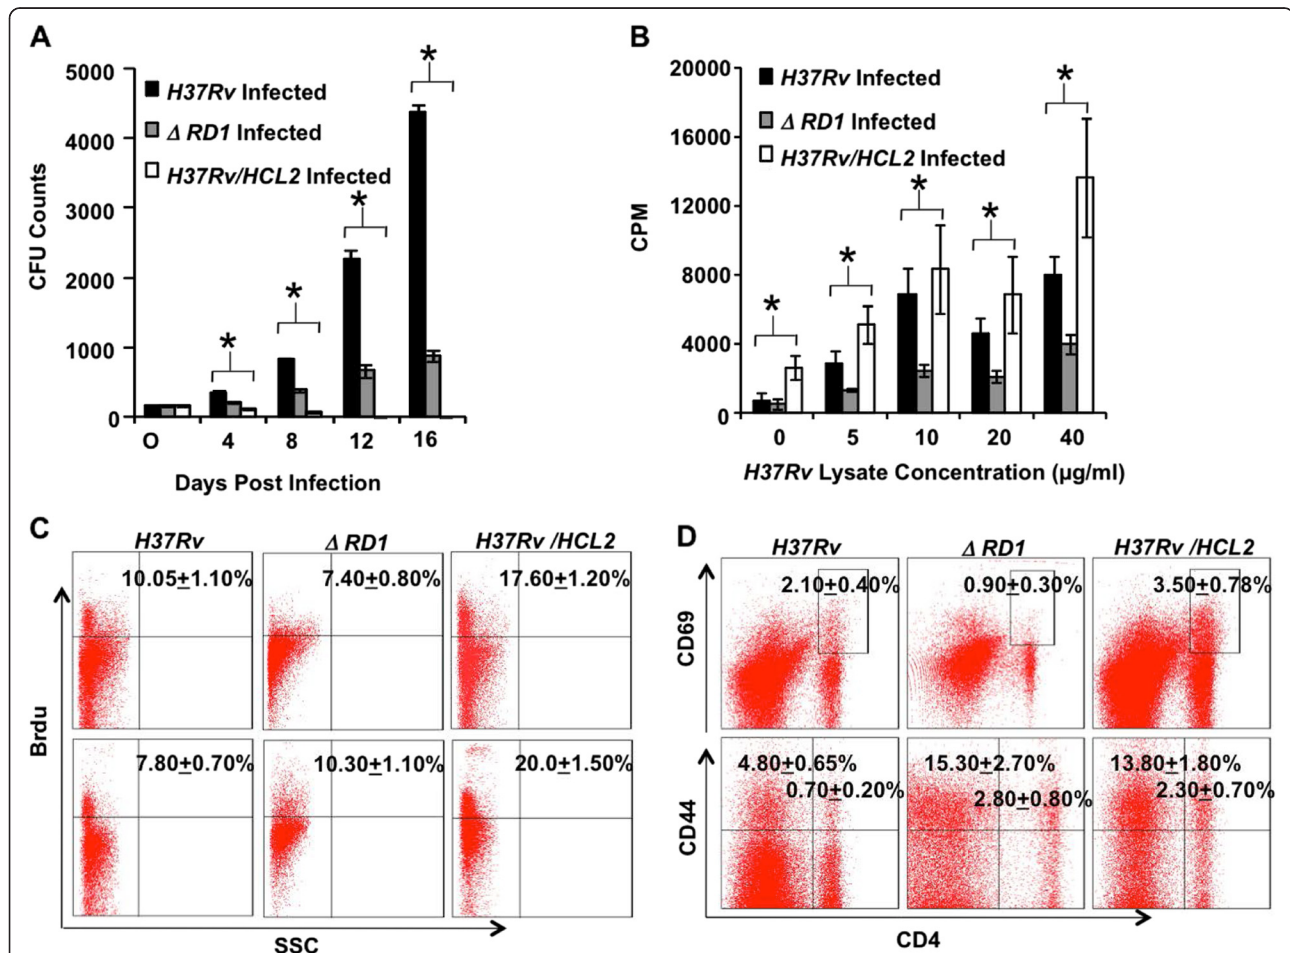 A
5000
4000
3000
2000
1000
0
CFU Counts
H37Rv Infected
Δ RD1 Infected
H37Rv/HCL2 Infected
*
*
*
*
O 4 8 12 16
Days Post Infection
B
20000
16000
12000
8000
4000
0
CPM
H37Rv Infected
Δ RD1 Infected
H37Rv/HCL2 Infected
*
*
*
*
*
0 5 10 20 40
H37Rv Lysate Concentration (µg/ml)
C
H37Rv Δ RD1 H37Rv /HCL2
10.05±1.10% 7.40±0.80% 17.60±1.20%
7.80±0.70% 10.30±1.10% 20.0±1.50%
Brdu
SSC
D
H37Rv Δ RD1 H37Rv /HCL2
2.10±0.40% 0.90±0.30% 3.50±0.78%
CD69
4.80±0.65% 15.30±2.70% 13.80±1.80%
0.70±0.20% 2.80±0.80% 2.30±0.70%
CD44
CD4